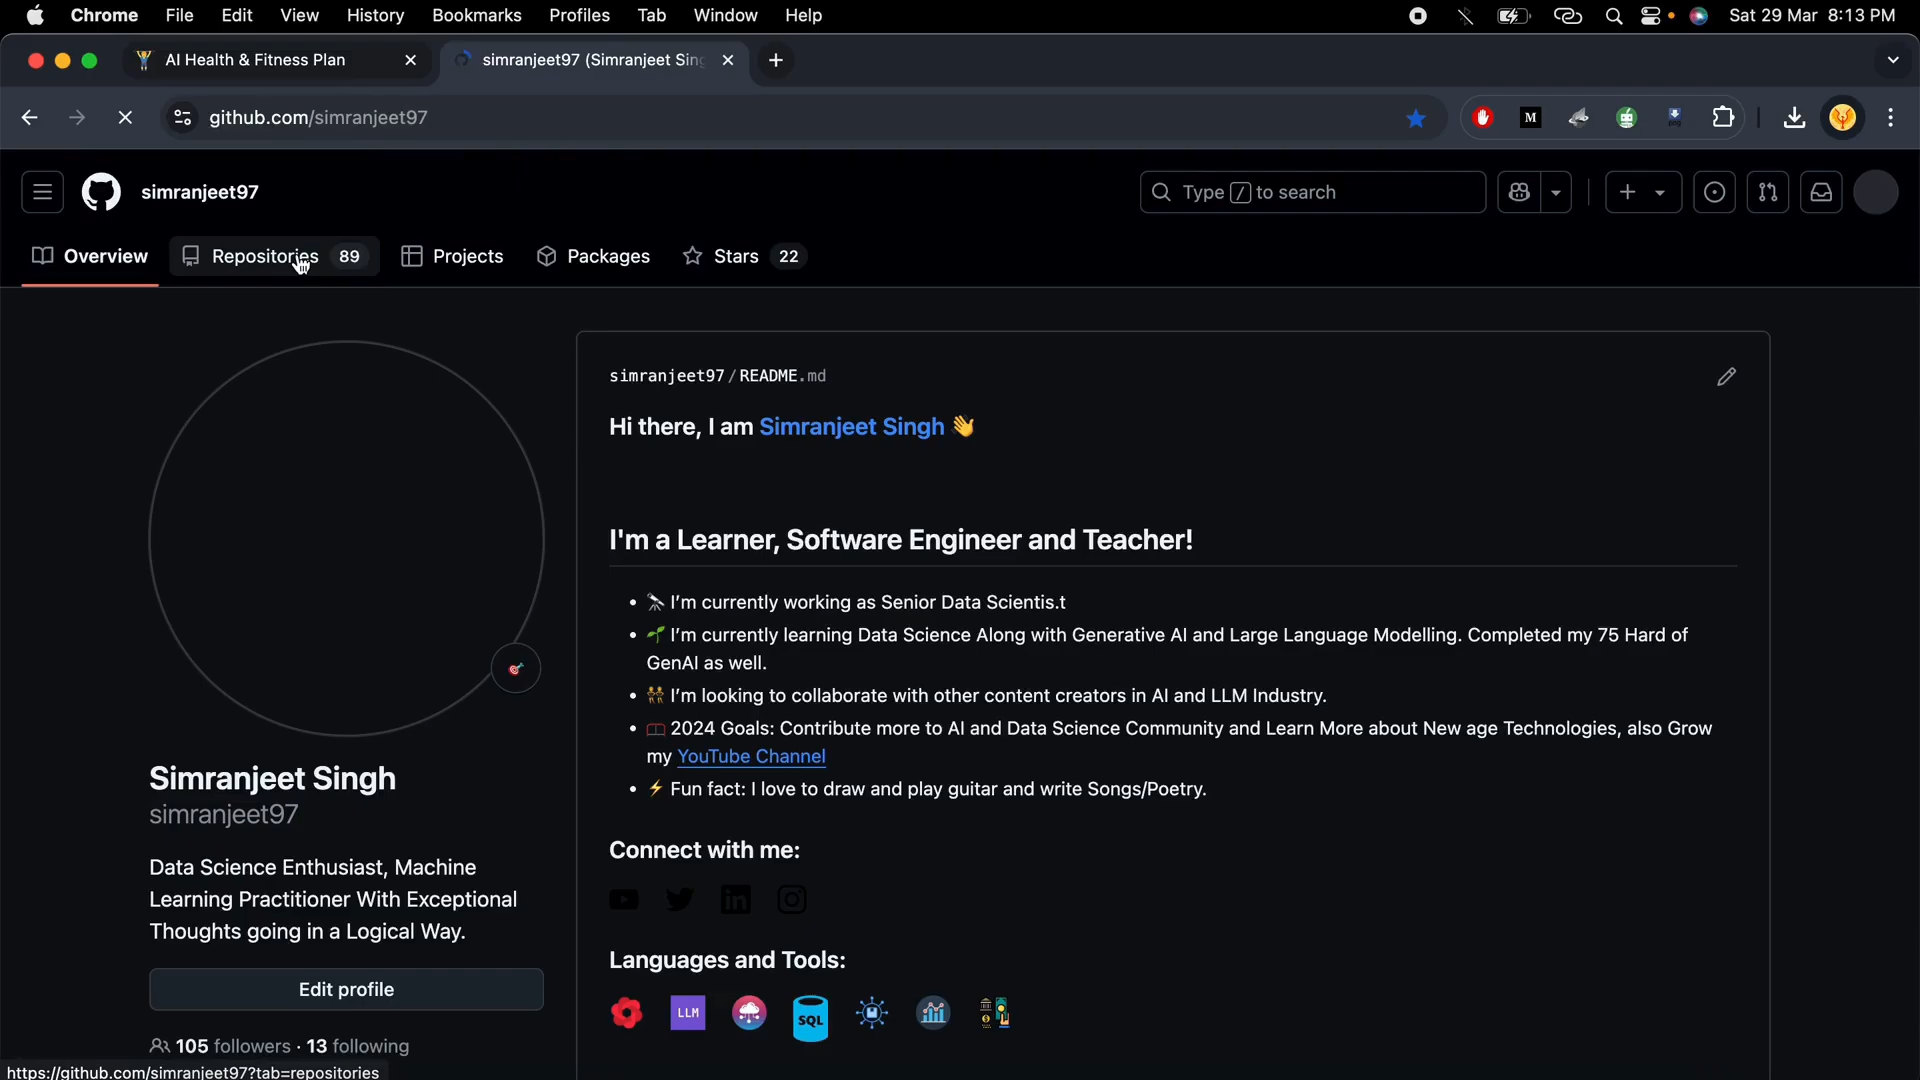 Chrome File Edit View History Bookmarks Profiles Tab Window Help Sat 29 Mar 8:13 PM
AI Health & Fitness Plan simranjeet97 (Simranjeet Sin
github.com/simranjeet97 M
simranjeet97 Type / to search
Overview Repositories 89 Projects Packages Stars 22
simranjeet97/README.md
Hi there, I am Simranjeet Singh 👋
I'm a Learner, Software Engineer and Teacher!
• 🔭 I'm currently working as Senior Data Scientis.t
• 🌱 I'm currently learning Data Science Along with Generative AI and Large Language Modelling. Completed my 75 Hard of
GenAI as well.
• 👯 I'm looking to collaborate with other content creators in AI and LLM Industry.
• 2024 Goals: Contribute more to AI and Data Science Community and Learn More about New age Technologies, also Grow
my YouTube Channel
• ⚡ Fun fact: I love to draw and play guitar and write Songs/Poetry.
Connect with me:
in
Languages and Tools:
LLM SQL
Simranjeet Singh
simranjeet97
Data Science Enthusiast, Machine
Learning Practitioner With Exceptional
Thoughts going in a Logical Way.
Edit profile
105 followers · 13 following
https://github.com/simranjeet97?tab=repositories